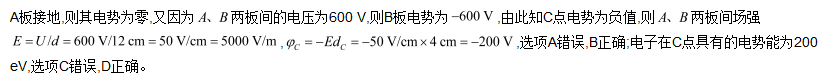 A板接地,则其电势为零,又因为 A、B 两板间的电压为600 V,则B板电势为 −600 V ,由此知C点电势为负值,则 A、B 两板间场强
E = U / d = 600 V/12 cm = 50 V/cm = 5000 V/m , φ_C = −Ed_C = −50 V/cm × 4 cm = −200 V ,选项A错误,B正确;电子在C点具有的电势能为200
eV,选项C错误,D正确。